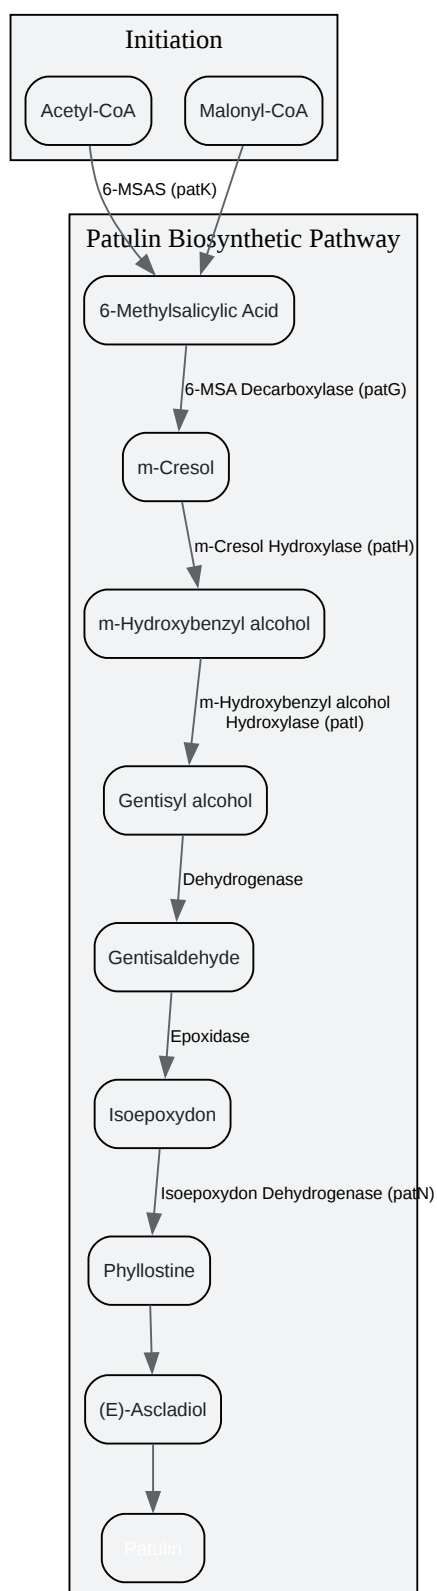 Initiation
Acetyl-CoA
Malonyl-CoA
6-MSAS (patK)
Patulin Biosynthetic Pathway
6-Methylsalicylic Acid
6-MSA Decarboxylase (patG)
m-Cresol
m-Cresol Hydroxylase (patH)
m-Hydroxybenzyl alcohol
m-Hydroxybenzyl alcohol
Hydroxylase (patI)
Gentisyl alcohol
Dehydrogenase
Gentisaldehyde
Epoxidase
Isoepoxydon
Isoepoxydon Dehydrogenase (patN)
Phyllostine
(E)-Ascladiol
Patulin